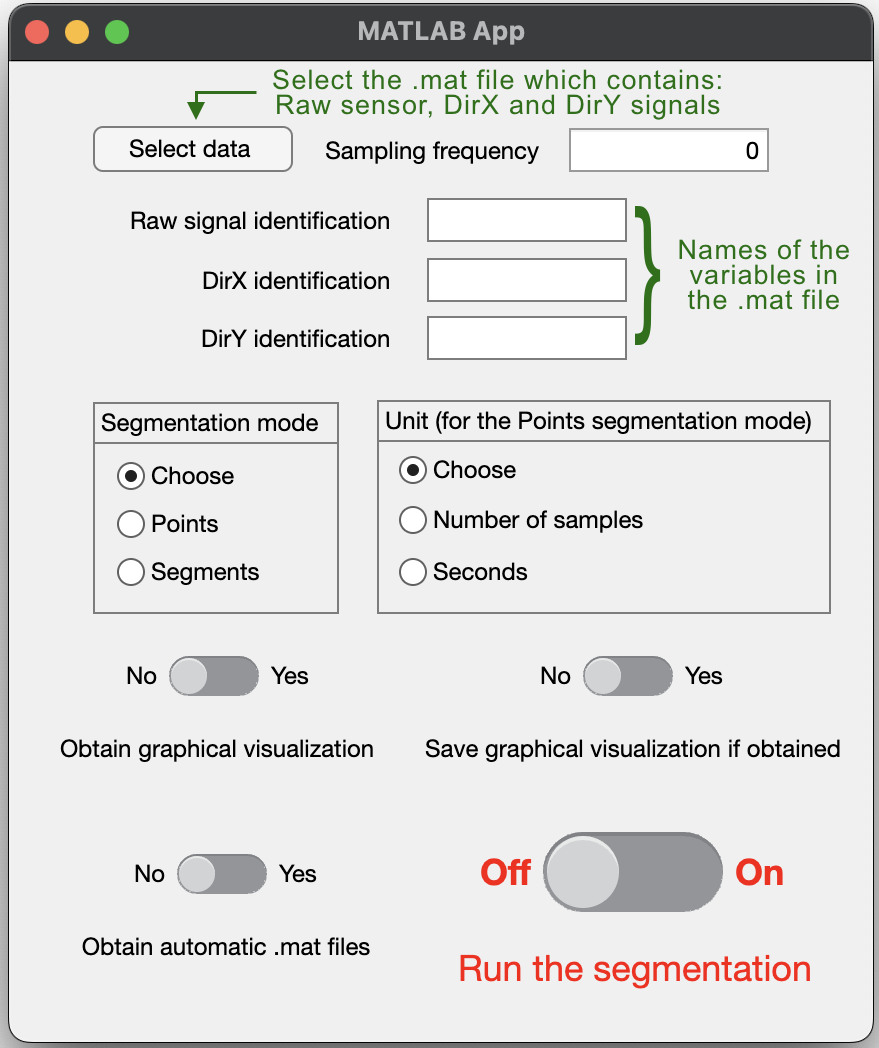 MATLAB App
Select the .mat file which contains:
Raw sensor, DirX and DirY signals
Select data
Sampling frequency
0
Raw signal identification
DirX identification
DirY identification
Names of the
variables in
the .mat file
Segmentation mode
Choose
Points
Segments
Unit (for the Points segmentation mode)
Choose
Number of samples
Seconds
No Yes
Obtain graphical visualization
No Yes
Save graphical visualization if obtained
No Yes
Obtain automatic .mat files
Off On
Run the segmentation